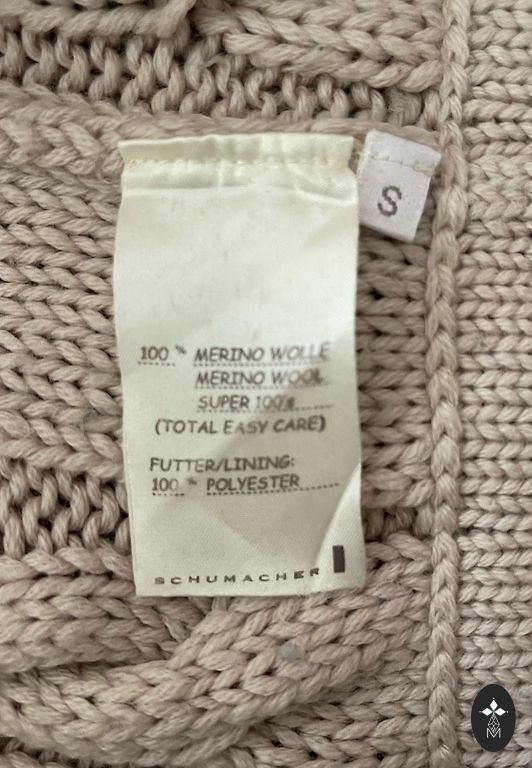 S
100 % MERINO WOLLE
MERINO WOOL
SUPER 100's
(TOTAL EASY CARE)
FUTTER/LINING:
100 % POLYESTER
SCHUMACHER
M